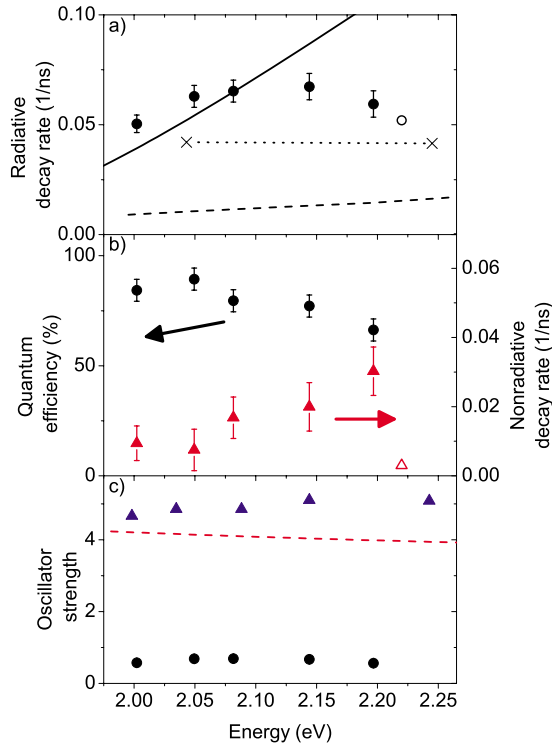 a)
0.10
0.05
0.00
Radiative
decay rate (1/ns)
b)
100
50
0
Quantum
efficiency (%)
0.06
0.04
0.02
0.00
Nonradiative
decay rate (1/ns)
c)
4
2
0
Oscillator
strength
2.00 2.05 2.10 2.15 2.20 2.25
Energy (eV)